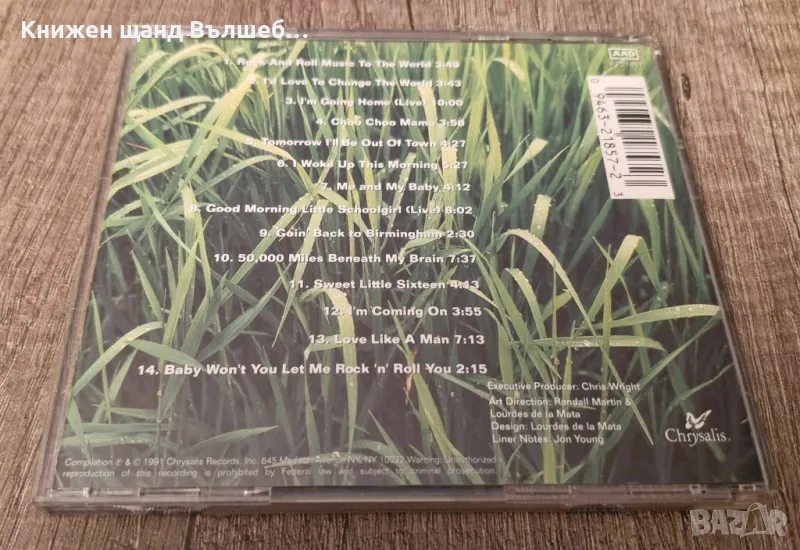 Книжен щанд Вълшеб...
AAD
1. Rock And Roll Music To The World 3:49
2. I'd Love To Change The World 3:43
3. I'm Going Home (Live) 10:00
4. Choo Choo Mama 3:56
5. Tomorrow I'll Be Out Of Town 4:27
6. I Woke Up This Morning 5:27
7. Me and My Baby 4:12
8. Good Morning Little Schoolgirl (Live) 8:02
9. Goin' Back to Birmingham 2:30
10. 50,000 Miles Beneath My Brain 7:37
11. Sweet Little Sixteen 4:13
12. I'm Coming On 3:55
13. Love Like A Man 7:13
14. Baby Won't You Let Me Rock 'n' Roll You 2:15
0 09463-21857-2 3
Executive Producer: Chris Wright
Art Direction: Randall Martin &
Lourdes de la Mata
Design: Lourdes de la Mata
Liner Notes: Jon Young
Chrysalis.
Compilation ℗ & © 1991 Chrysalis Records, Inc. 645 Madison Avenue NY, NY 10022 Warning: Unauthorized
reproduction of this recording is prohibited by Federal law and subject to criminal prosecution.
BAZAR